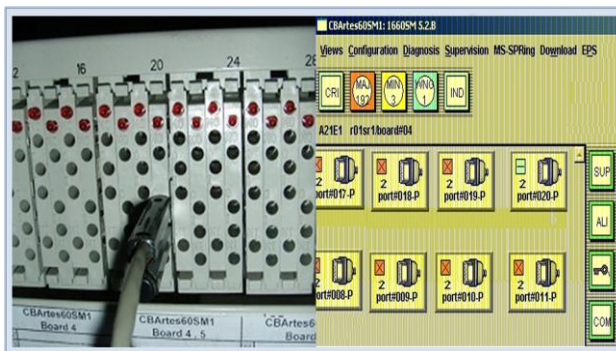 2 16 20 24 28
CBArtes60SM1
Board 4
CBArtes60SM1
Board 4 , 5
CBArtes60SM1
CBArtes60SM1: 1660SM 5.2.B
Views Configuration Diagnosis Supervision MS-SPRing Download EPS
CRI
MAJ
192
MIN
3
WNG
1
IND
A21E1 r01sr1/board#04
2 2 2 2
port#017-P port#018-P port#019-P port#020-P
2 2 2 2
port#008-P port#009-P port#010-P port#011-P
SUP
ALI
COM